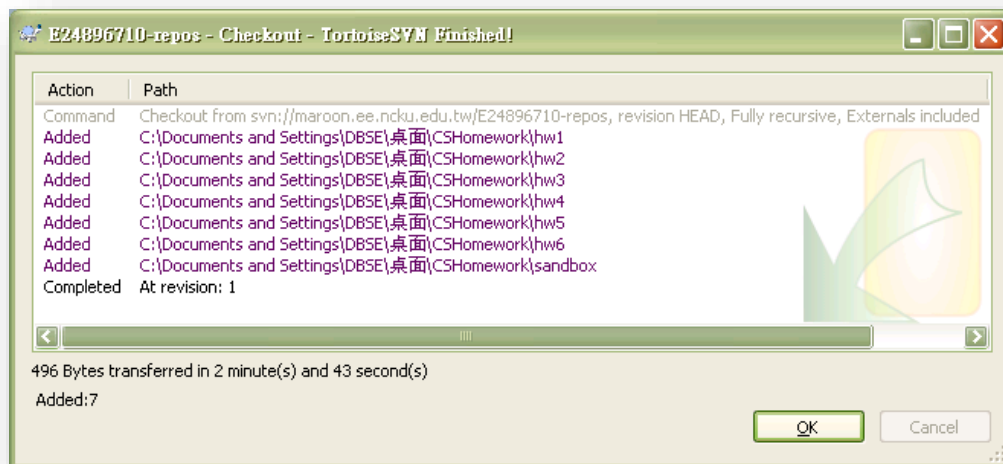 E24896710-repos - Checkout - TortoiseSVN Finished!
Action Path
Command Checkout from svn://maroon.ee.ncku.edu.tw/E24896710-repos, revision HEAD, Fully recursive, Externals included
Added C:\Documents and Settings\DBSE\桌面\CSHomework\hw1
Added C:\Documents and Settings\DBSE\桌面\CSHomework\hw2
Added C:\Documents and Settings\DBSE\桌面\CSHomework\hw3
Added C:\Documents and Settings\DBSE\桌面\CSHomework\hw4
Added C:\Documents and Settings\DBSE\桌面\CSHomework\hw5
Added C:\Documents and Settings\DBSE\桌面\CSHomework\hw6
Added C:\Documents and Settings\DBSE\桌面\CSHomework\sandbox
Completed At revision: 1
496 Bytes transferred in 2 minute(s) and 43 second(s)
Added:7
OK Cancel